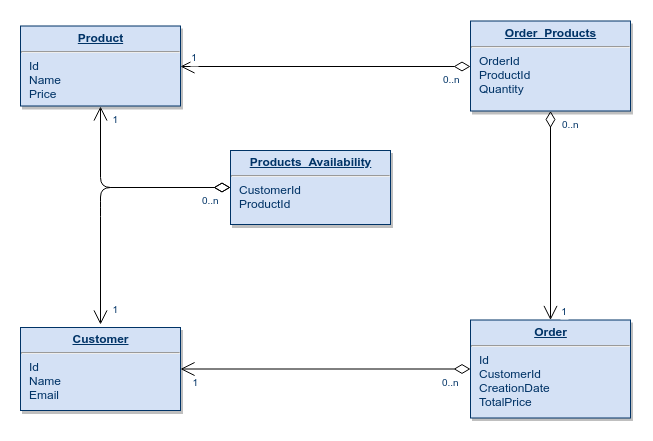 Product
Id
Name
Price
1
0..n
Order_Products
OrderId
ProductId
Quantity
0..n
1
Products_Availability
CustomerId
ProductId
0..n
1
Customer
Id
Name
Email
1
0..n
1
Order
Id
CustomerId
CreationDate
TotalPrice